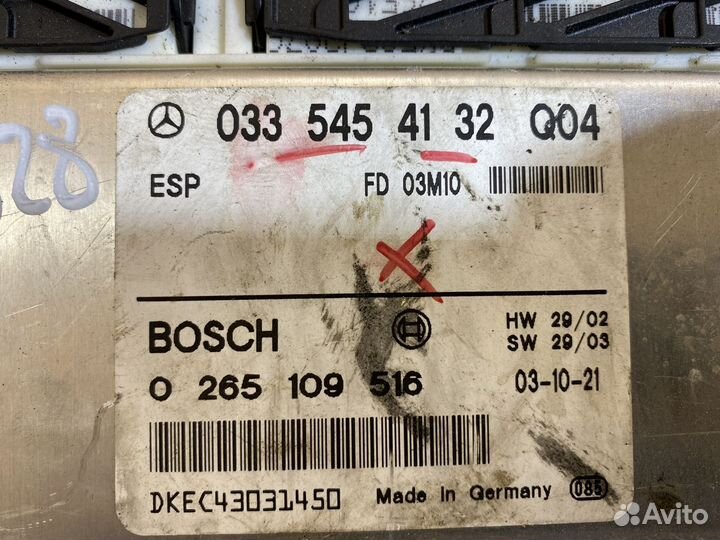 033 545 41 32 Q04
ESP FD 03M10
BOSCH HW 29/02
SW 29/03
0 265 109 516 03-10-21
DKEC43031450 Made in Germany 085
28
Avito